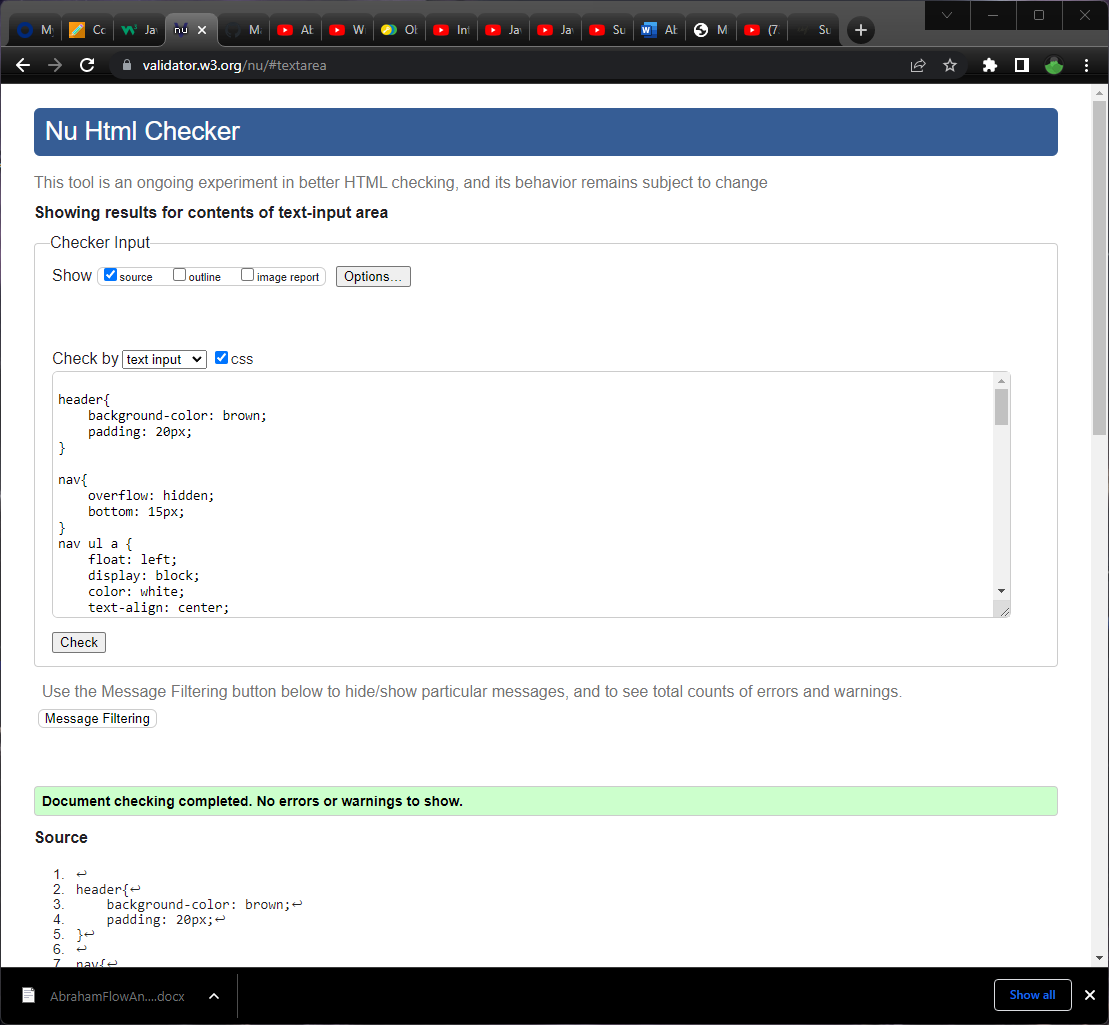 My Cc Ja nu M Ab W Ob Int Jav Ja Su Ab M (7 Su
validator.w3.org/nu/#textarea
Nu Html Checker
This tool is an ongoing experiment in better HTML checking, and its behavior remains subject to change
Showing results for contents of text-input area
Checker Input
Show source outline image report Options...
Check by text input css
header{
background-color: brown;
padding: 20px;
}
nav{
overflow: hidden;
bottom: 15px;
}
nav ul a {
float: left;
display: block;
color: white;
text-align: center;
Check
Use the Message Filtering button below to hide/show particular messages, and to see total counts of errors and warnings.
Message Filtering
Document checking completed. No errors or warnings to show.
Source
1. ↩
2. header{↩
3. background-color: brown;↩
4. padding: 20px;↩
5. }↩
6. ↩
7. nav{↩
AbrahamFlowAn....docx
Show all